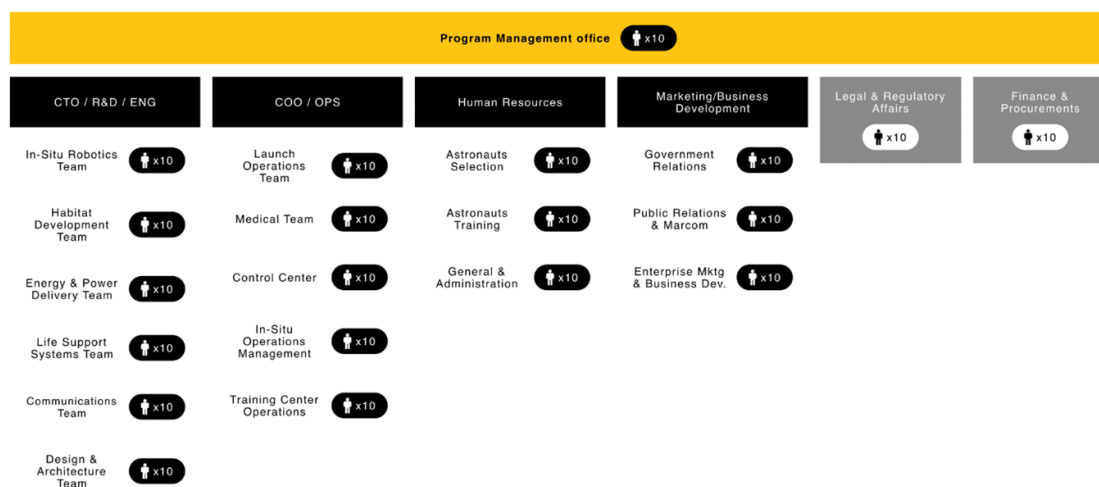 Program Management office x10
CTO / R&D / ENG
In-Situ Robotics
Team
x10
Habitat
Development
Team
x10
Energy & Power
Delivery Team
x10
Life Support
Systems Team
x10
Communications
Team
x10
Design &
Architecture
Team
x10
COO / OPS
Launch
Operations
Team
x10
Medical Team x10
Control Center x10
In-Situ
Operations
Management
x10
Training Center
Operations
x10
Human Resources
Astronauts
Selection
x10
Astronauts
Training
x10
General &
Administration
x10
Marketing/Business
Development
Government
Relations
x10
Public Relations
& Marcom
x10
Enterprise Mktg
& Business Dev.
x10
Legal & Regulatory
Affairs
x10
Finance &
Procurements
x10